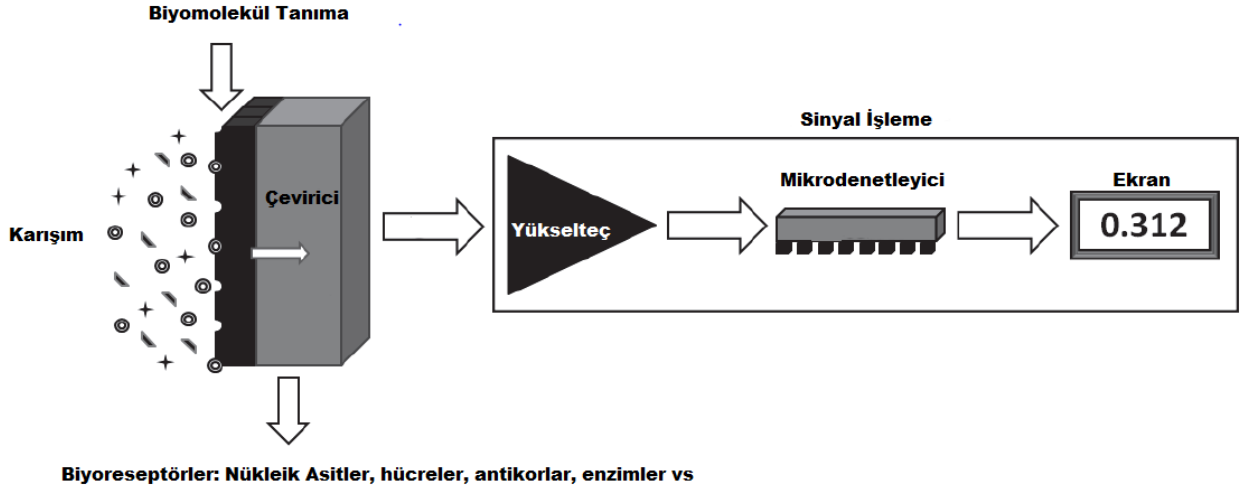 Biyomolekül Tanıma
Sinyal İşleme
Çevirici
Mikrodenetleyici
Ekran
Karışım
Yükselteç
0.312
Biyoreseptörler: Nükleik Asitler, hücreler, antikorlar, enzimler vs